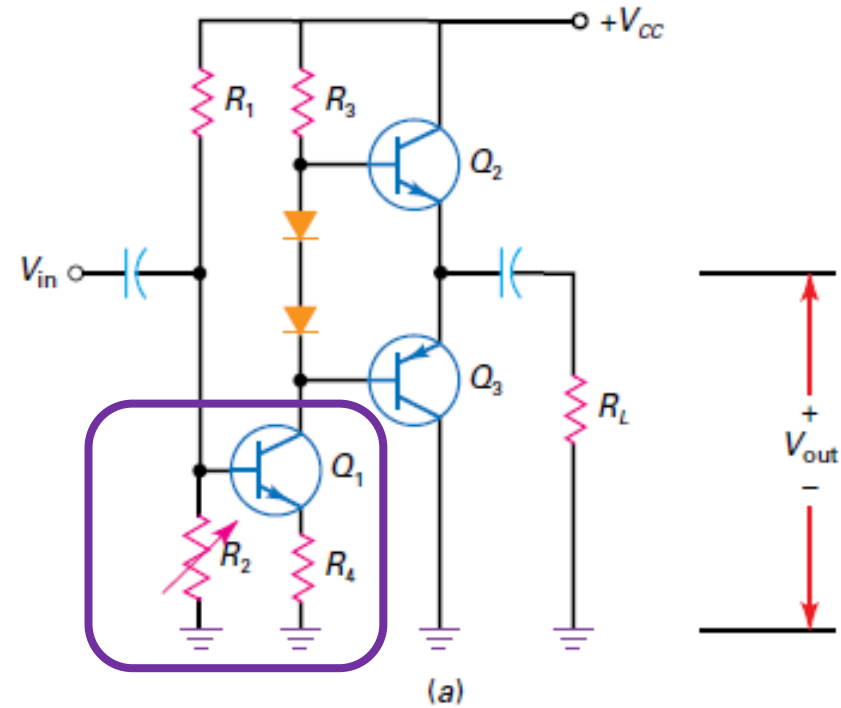 +V_CC
R_1
R_3
Q_2
V_in
Q_3
R_L
+
V_out
−
Q_1
R_2
R_4
(a)